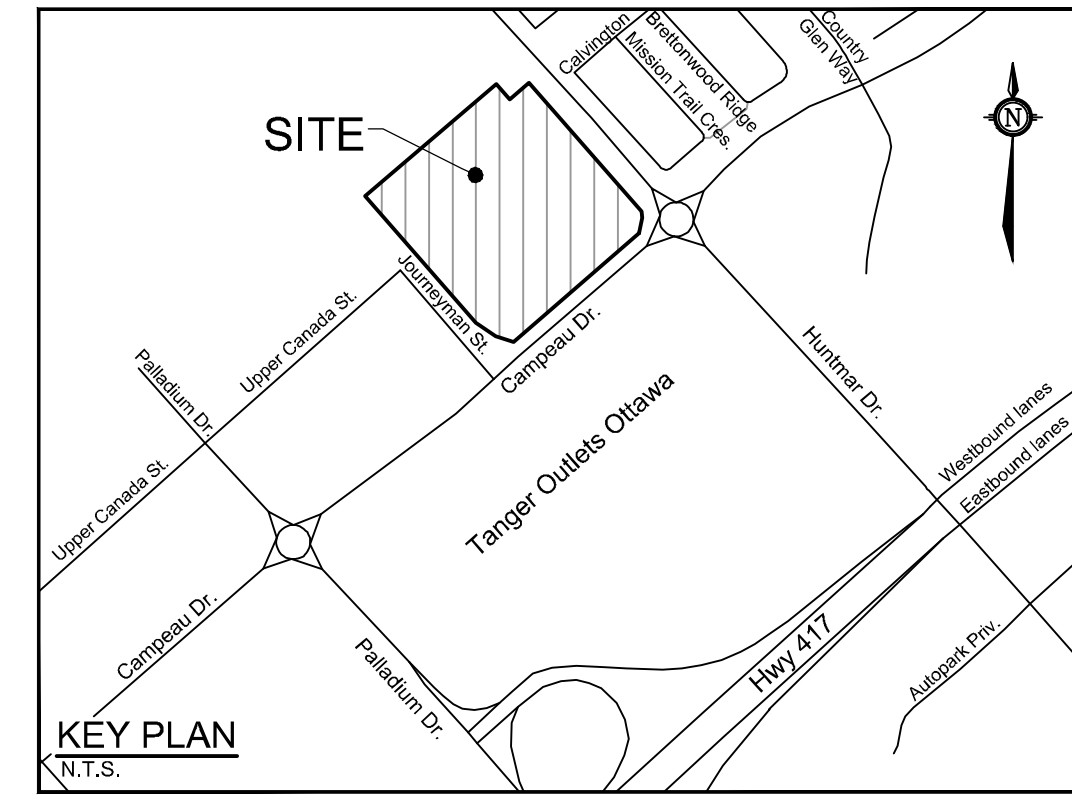 Calvington
Brettonwood Ridge
Mission Trail Cres.
Country
Glen Way
SITE
N
Journeyman St.
Upper Canada St.
Campeau Dr.
Palladium Dr.
Huntmar Dr.
Tanger Outlets Ottawa
Westbound lanes
Eastbound lanes
Upper Canada St.
Campeau Dr.
Palladium Dr.
Hwy 417
Autopark Priv.
KEY PLAN
N.T.S.